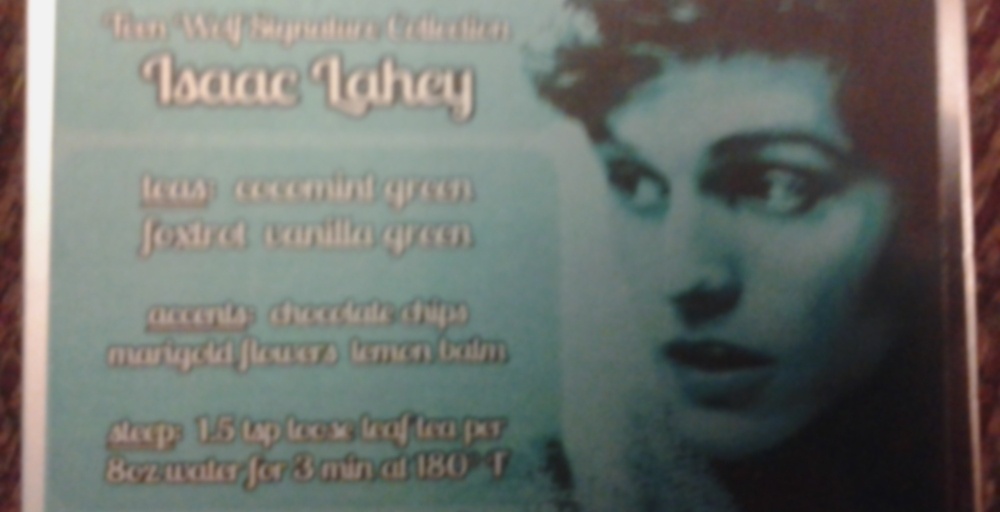 Teen Wolf Signature Collection
Isaac Lahey
teas: cocomint green
foxtrot vanilla green
accents: chocolate chips
marigold flowers lemon balm
steep: 1.5 tsp loose leaf tea per
8oz water for 3 min at 180° F